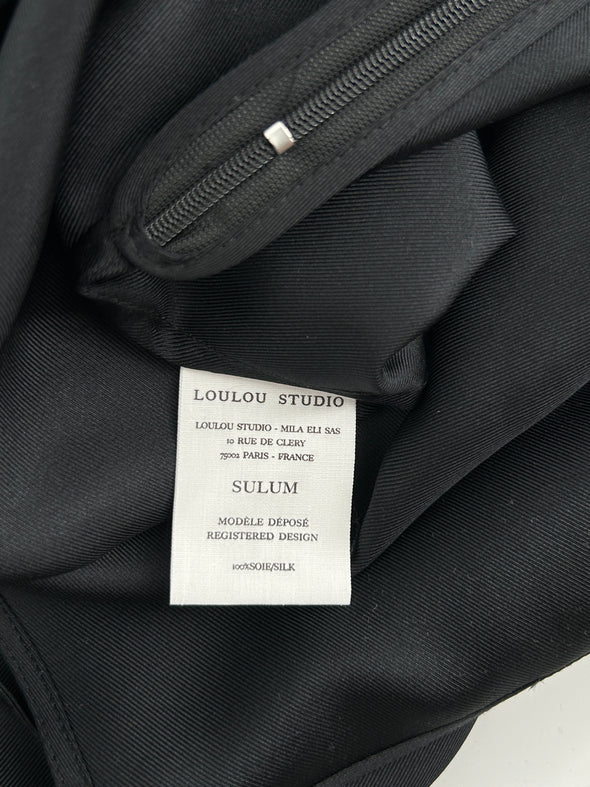 LOULOU STUDIO
LOULOU STUDIO - MILA ELI SAS
10 RUE DE CLERY
75002 PARIS - FRANCE
SULUM
MODÈLE DÉPOSÉ
REGISTERED DESIGN
100%SOIE/SILK